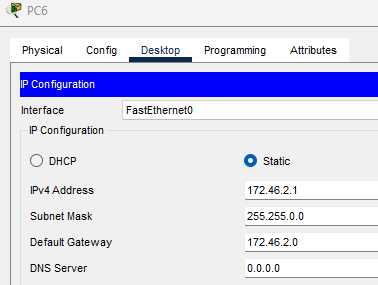 PC6
Physical Config Desktop Programming Attributes
IP Configuration
Interface FastEthernet0
IP Configuration
DHCP Static
IPv4 Address 172.46.2.1
Subnet Mask 255.255.0.0
Default Gateway 172.46.2.0
DNS Server 0.0.0.0